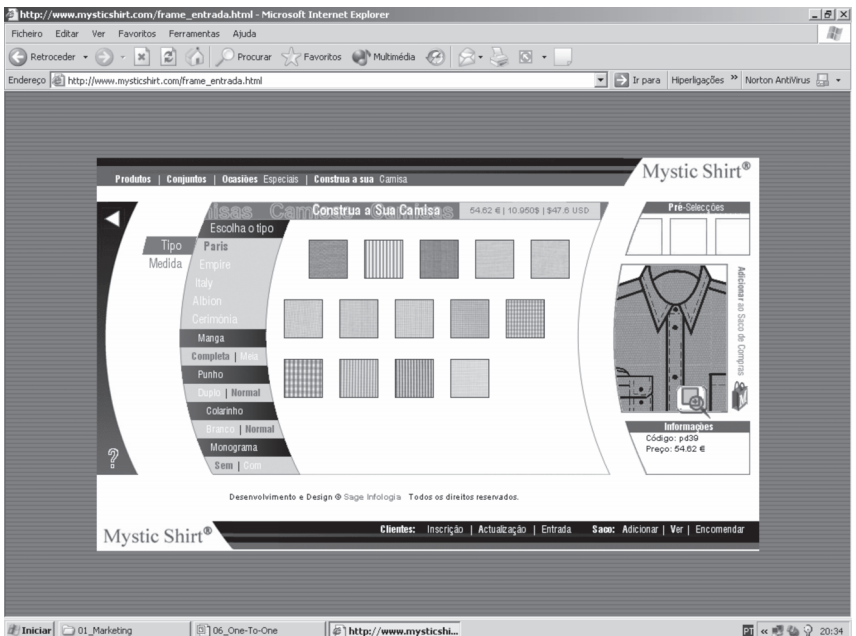 http://www.mysticshirt.com/frame_entrada.html - Microsoft Internet Explorer
Ficheiro Editar Ver Favoritos Ferramentas Ajuda
Retroceder Procurar Favoritos Multimédia
Endereço http://www.mysticshirt.com/frame_entrada.html Ir para Hiperligações » Norton AntiVirus
Mystic Shirt®
Produtos | Conjuntos | Ocasiões Especiais | Construa a sua Camisa
Camisas
Construa a Sua Camisa 54.62 € | 10.950$ | $47.6 USD
Pré-Selecções
Escolha o tipo
Tipo
Medida
Paris
Empire
Italy
Albion
Cerimónia
Manga
Completa | Meia
Punho
Duplo | Normal
Colarinho
Branco | Normal
Monograma
Sem | Com
?
Adicionar ao Saco de Compras
Informações
Código: pd39
Preço: 54.62 €
Desenvolvimento e Design @ Sage Infologia Todos os direitos reservados.
Mystic Shirt®
Clientes: Inscrição | Actualização | Entrada Saco: Adicionar | Ver | Encomendar
Iniciar 01_Marketing 06_One-To-One http://www.mysticshi... PT « 20:34